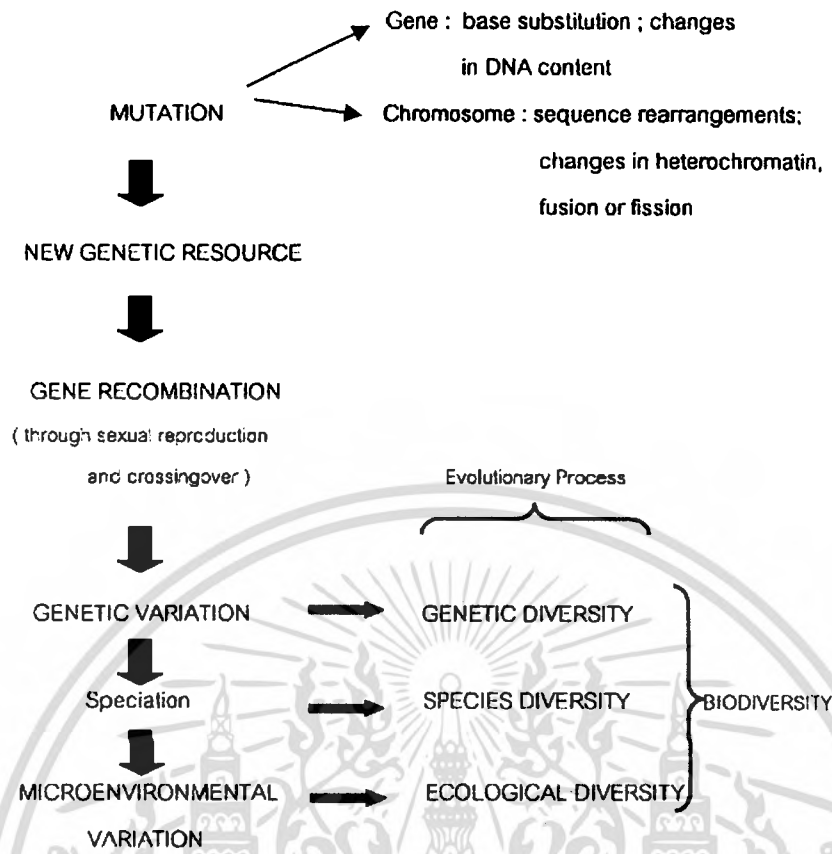 Gene : base substitution ; changes
in DNA content
MUTATION
Chromosome : sequence rearrangements;
changes in heterochromatin,
fusion or fission
NEW GENETIC RESOURCE
GENE RECOMBINATION
( through sexual reproduction
and crossingover )
Evolutionary Process
GENETIC VARIATION
GENETIC DIVERSITY
Speciation
SPECIES DIVERSITY
BIODIVERSITY
MICROENVIRONMENTAL
VARIATION
ECOLOGICAL DIVERSITY